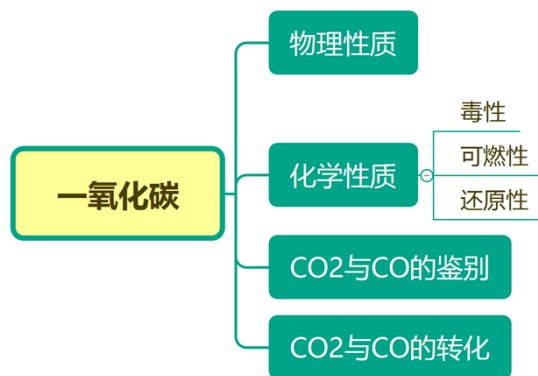 一氧化碳
物理性质
化学性质
毒性
可燃性
还原性
CO2与CO的鉴别
CO2与CO的转化